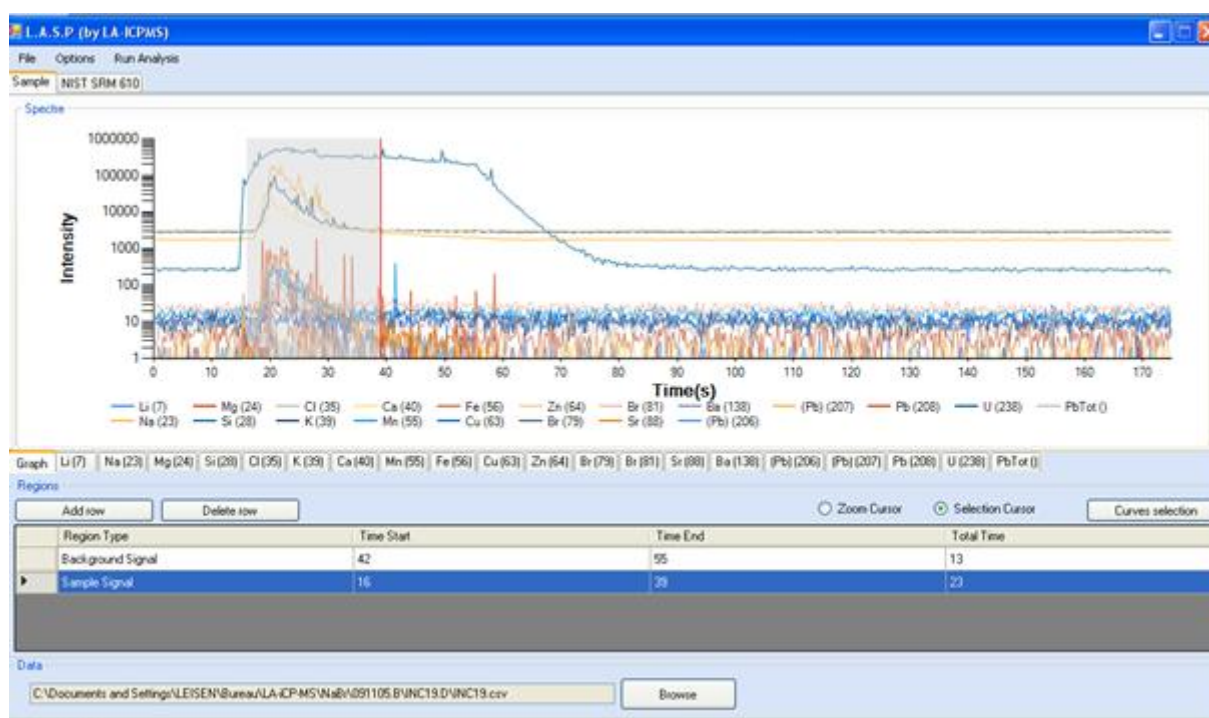 L.A.S.P (by LA-ICPMS)
File Options Run Analysis
Sample NIST SRM 610
Spectre
Intensity
1000000
100000
10000
1000
100
10
1
0 10 20 30 40 50 60 70 80 90 100 110 120 130 140 150 160 170
Time(s)
Li (7) Mg (24) Cl (35) Ca (40) Fe (56) Zn (64) Br (81) Ba (138) (Pb) (207) Pb (208) U (238) PbTot ()
Na (23) Si (28) K (39) Mn (55) Cu (63) Br (79) Sr (88) (Pb) (206)
Graph Li (7) Na (23) Mg (24) Si (28) Cl (35) K (39) Ca (40) Mn (55) Fe (56) Cu (63) Zn (64) Br (79) Br (81) Sr (88) Ba (138) (Pb) (206) (Pb) (207) Pb (208) U (238) PbTot ()
Regions
Add row Delete row Zoom Cursor Selection Cursor Curves selection
Region Type Time Start Time End Total Time
Background Signal 42 55 13
Sample Signal 16 39 23
Data
C:\Documents and Settings\LEISEN\Bureau\LA-iCP-MS\NaBr\091105.B\INC19.D\INC19.csv Browse